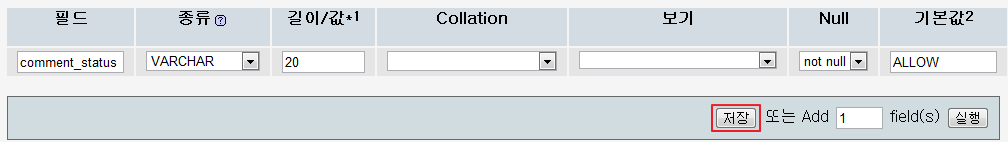 필드 종류 길이/값*1 Collation 보기 Null 기본값2
comment_status VARCHAR 20 not null ALLOW
저장 또는 Add 1 field(s) 실행